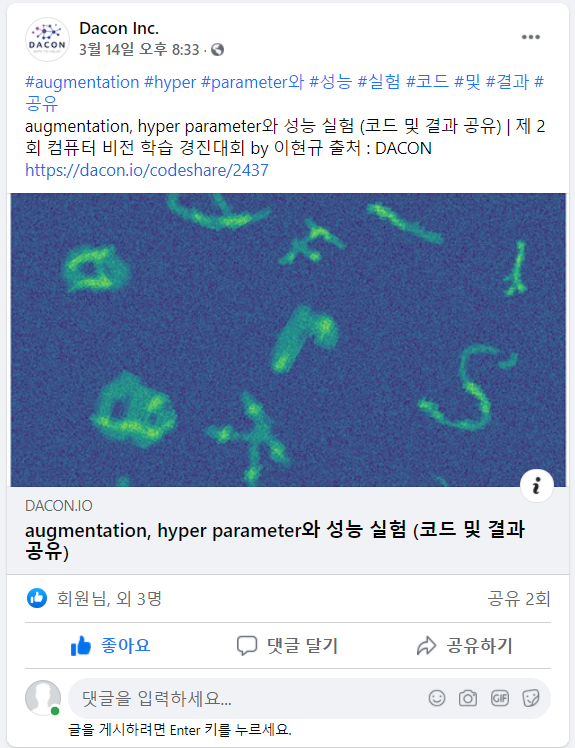 DACON
Dacon Inc.
3월 14일 오후 8:33 ·
#augmentation #hyper #parameter와 #성능 #실험 #코드 #및 #결과 #
공유
augmentation, hyper parameter와 성능 실험 (코드 및 결과 공유) | 제 2
회 컴퓨터 비전 학습 경진대회 by 이현규 출처 : DACON
https://dacon.io/codeshare/2437
DACON.IO
augmentation, hyper parameter와 성능 실험 (코드 및 결과
공유)
회원님, 외 3명 공유 2회
좋아요 댓글 달기 공유하기
댓글을 입력하세요... GIF
글을 게시하려면 Enter 키를 누르세요.